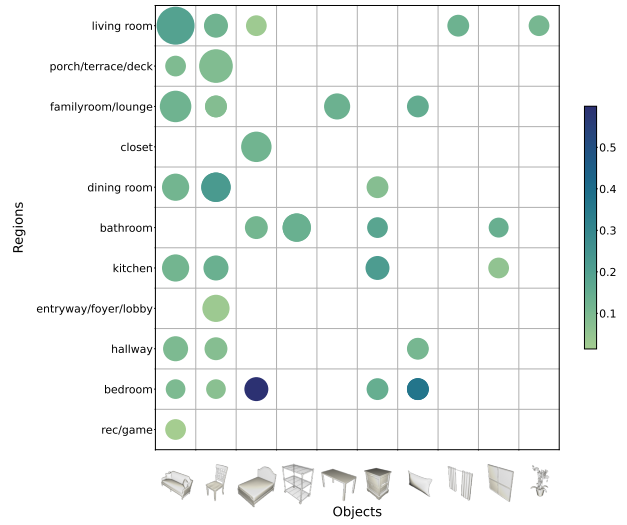 living room
porch/terrace/deck
familyroom/lounge
closet
dining room
bathroom
kitchen
entryway/foyer/lobby
hallway
bedroom
rec/game
Regions
Objects
0.5
0.4
0.3
0.2
0.1